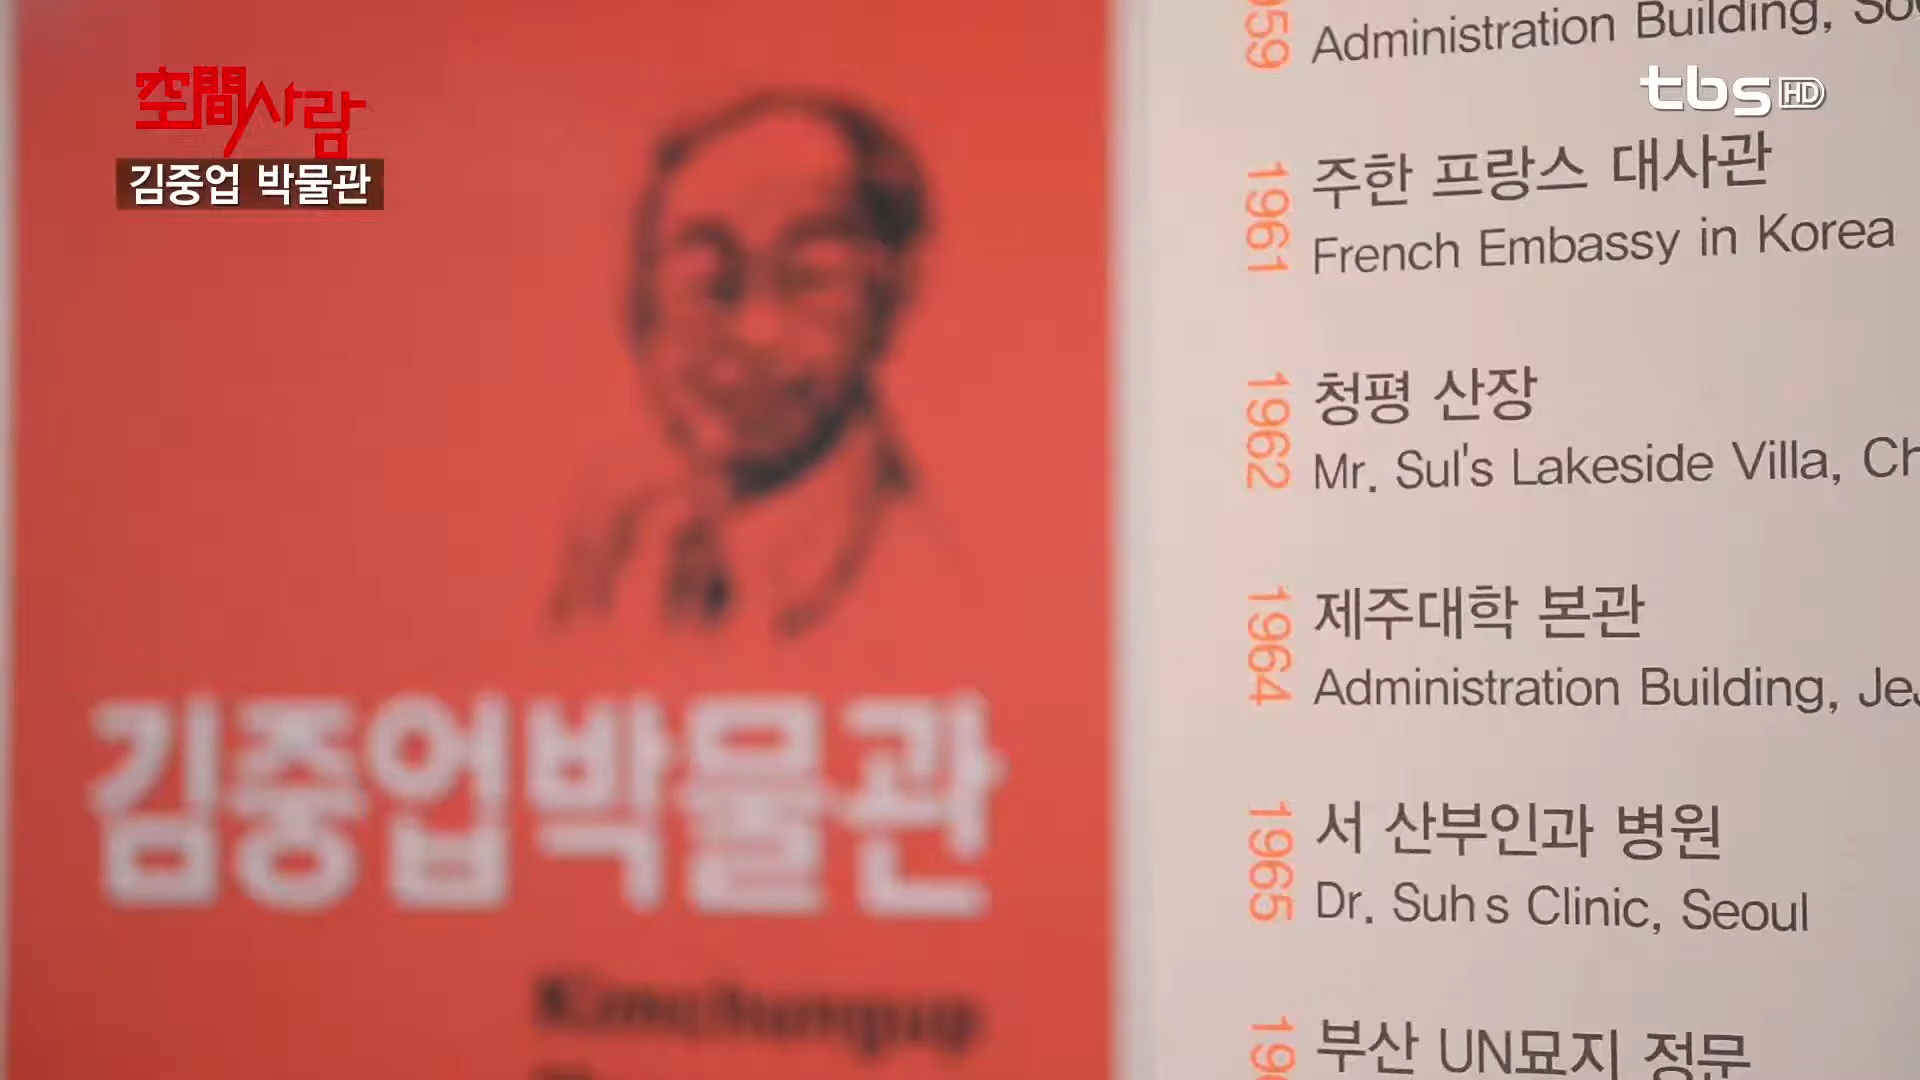 空間사람
김중업 박물관
tbs HD
김중업박물관
Kimchungup
Administration Building,
1961
주한 프랑스 대사관
French Embassy in Korea
1962
청평 산장
Mr. Sul's Lakeside Villa,
1964
제주대학 본관
Administration Building,
1965
서 산부인과 병원
Dr. Suh s Clinic, Seoul
부산 UN묘지 정문